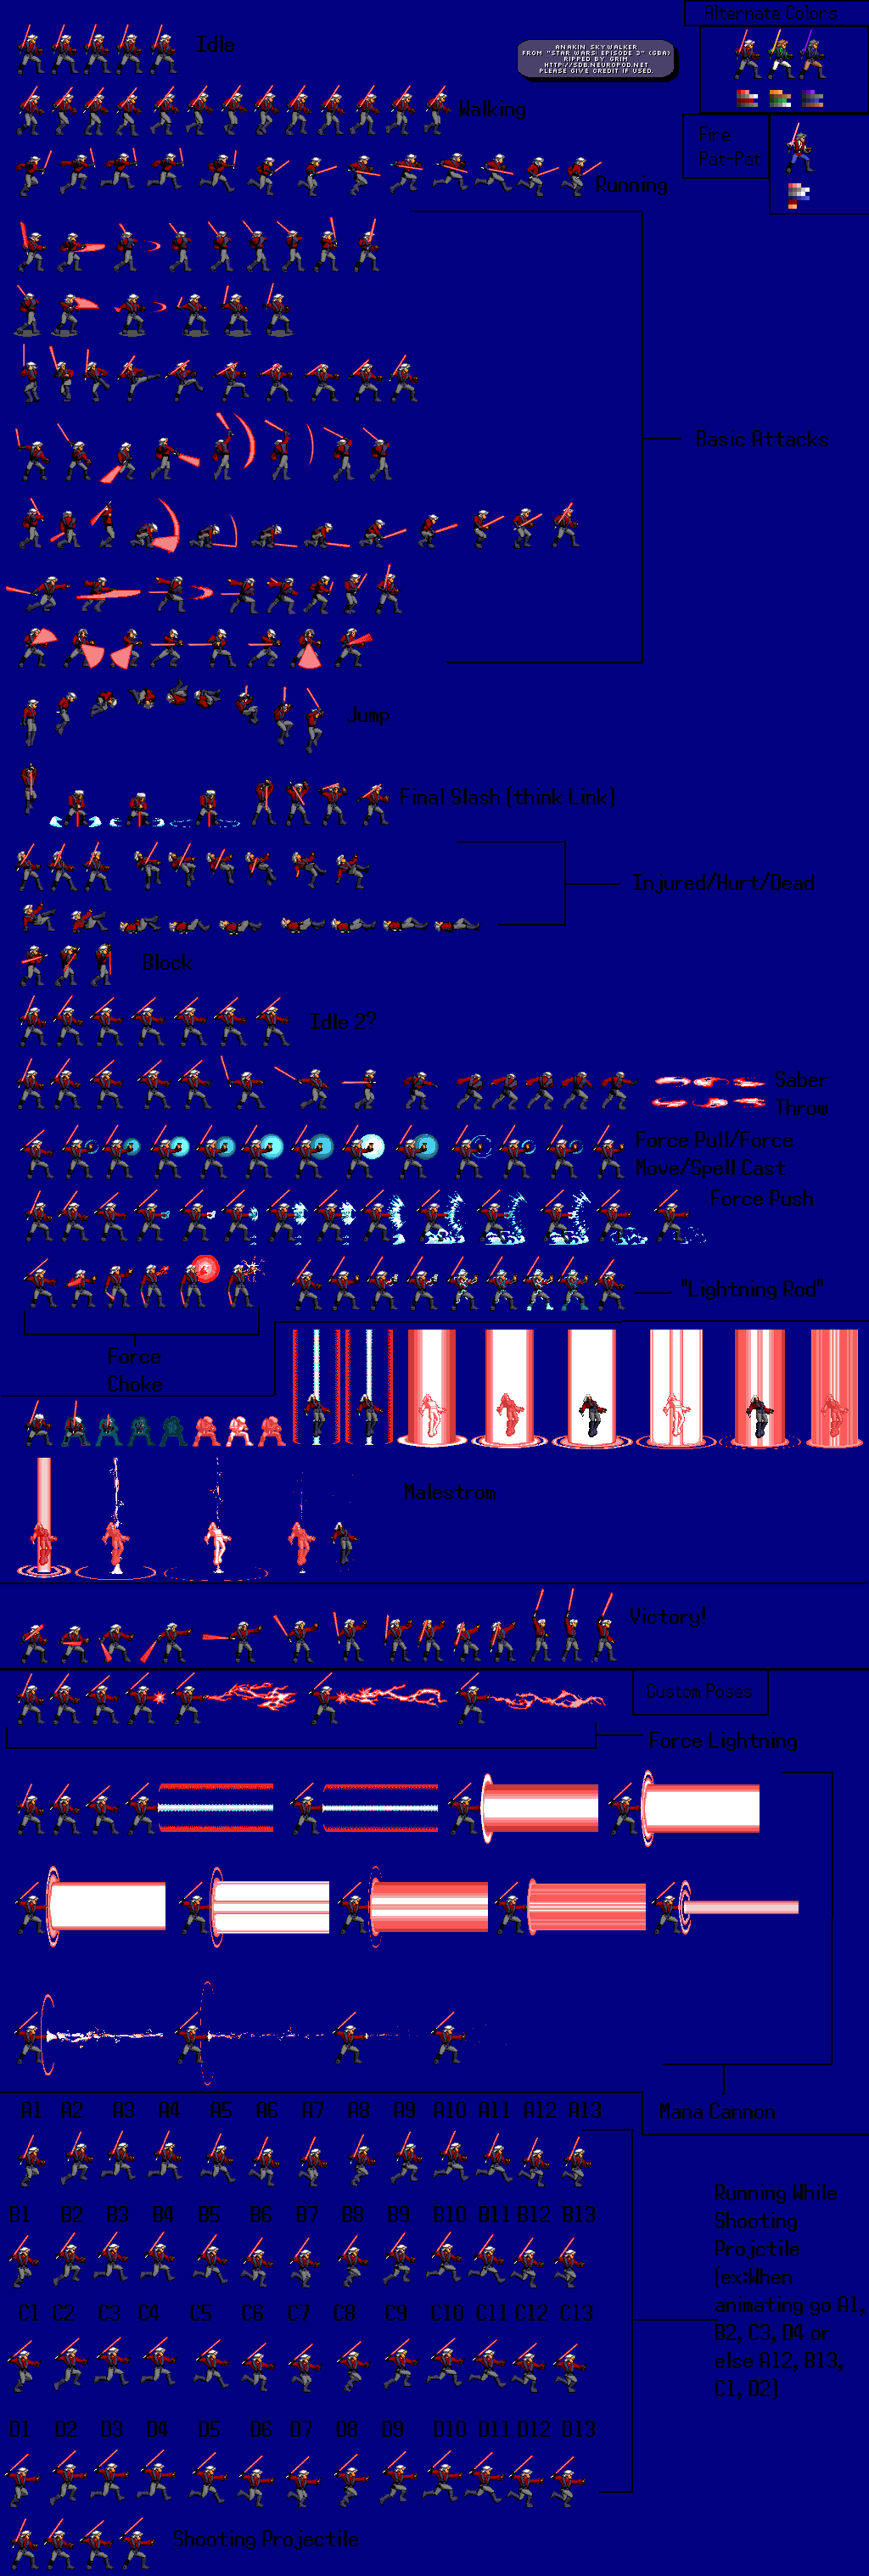 Alternate Colors
Idle
ANAKIN SKYWALKER
FROM "STAR WARS: EPISODE 3" (GBA)
RIPPED BY GRIM
HTTP://SDB.NEUROPOD.NET
PLEASE GIVE CREDIT IF USED.
Walking
Fire
Pat-Pat
Running
Basic Attacks
Jump
Final Slash (think Link)
Injured/Hurt/Dead
Block
Idle 2?
Saber
Throw
Force Pull/Force
Move/Spell Cast
Force Push
"Lightning Rod"
Force
Choke
Malestrom
Victory!
Custom Poses
Force Lightning
Mana Cannon
A1 A2 A3 A4 A5 A6 A7 A8 A9 A10 A11 A12 A13
B1 B2 B3 B4 B5 B6 B7 B8 B9 B10 B11 B12 B13
Running While
Shooting
Projctile
(ex:When
animating go A1,
B2, C3, D4 or
else A12, B13,
C1, D2)
C1 C2 C3 C4 C5 C6 C7 C8 C9 C10 C11 C12 C13
D1 D2 D3 D4 D5 D6 D7 D8 D9 D10 D11 D12 D13
Shooting Projectile